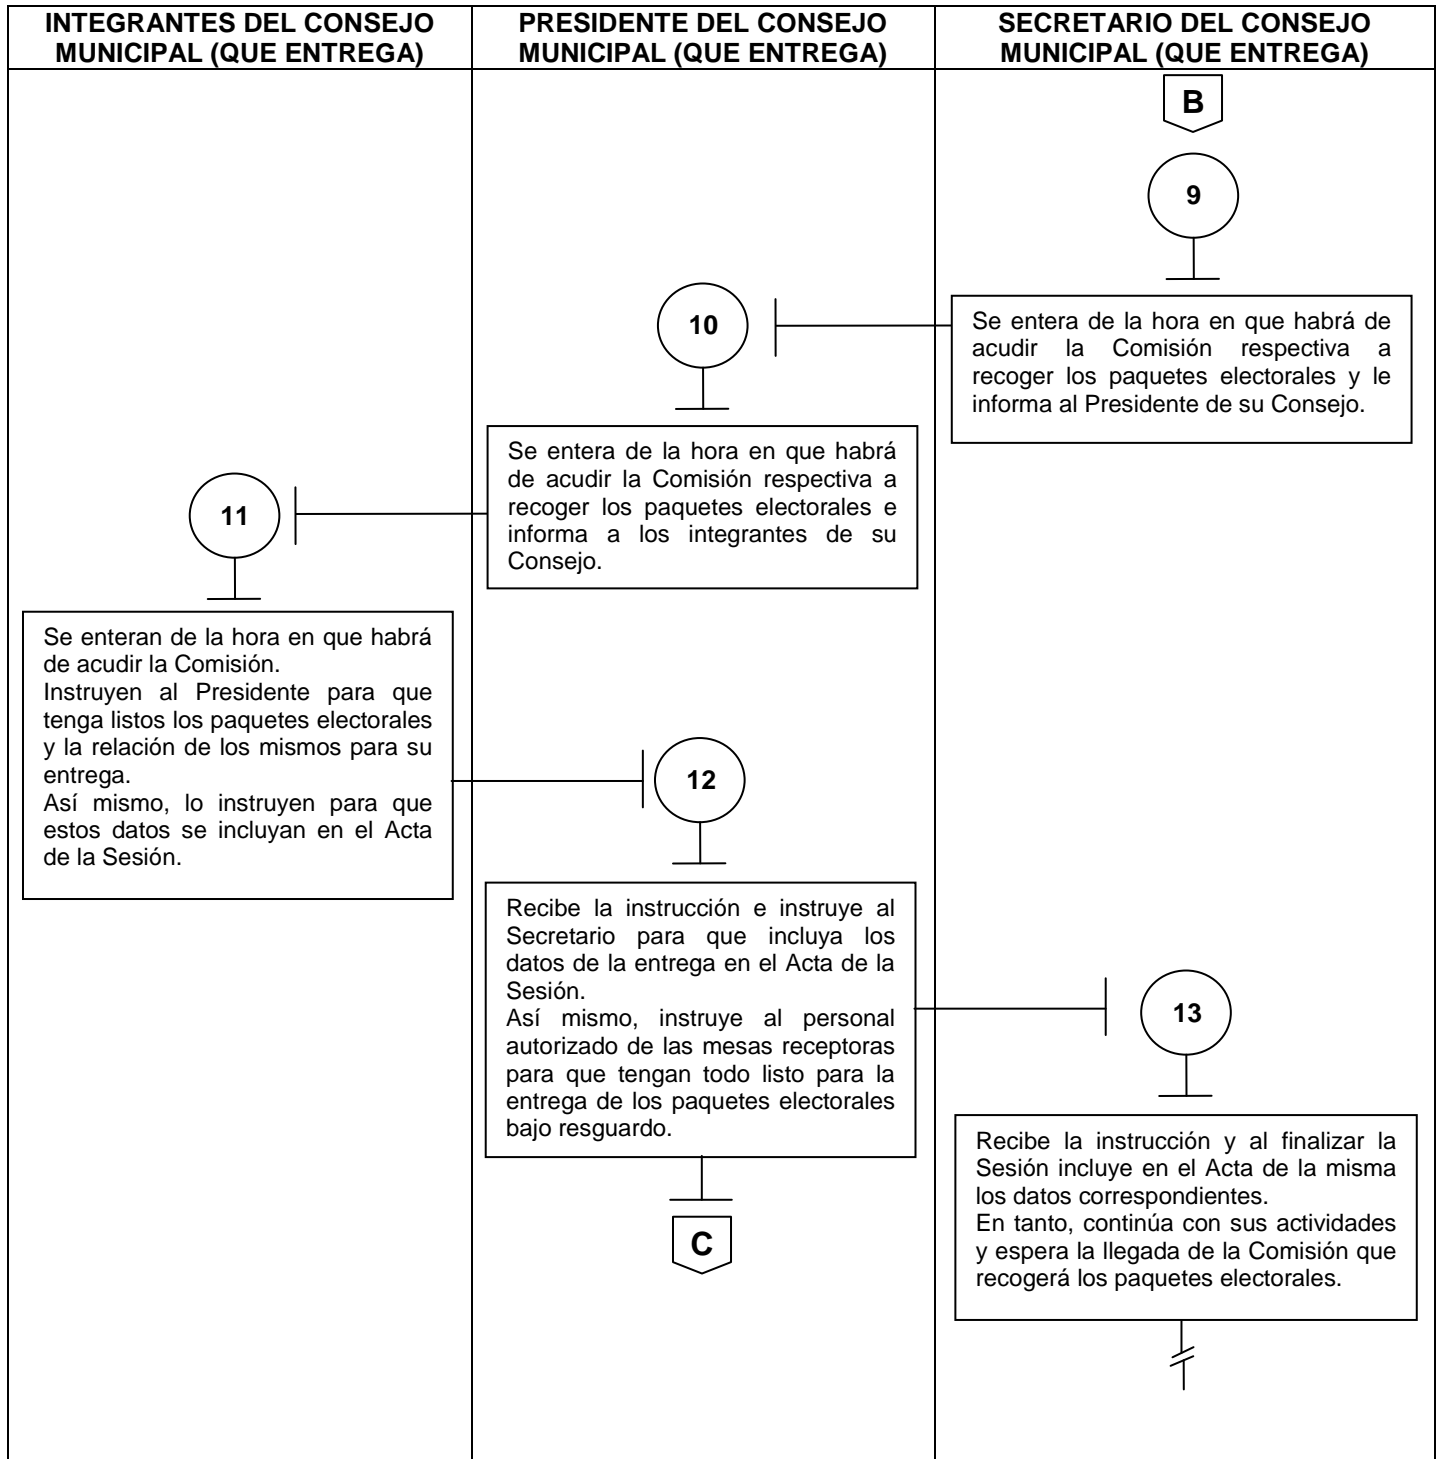 INTEGRANTES DEL CONSEJO
MUNICIPAL (QUE ENTREGA)
PRESIDENTE DEL CONSEJO
MUNICIPAL (QUE ENTREGA)
SECRETARIO DEL CONSEJO
MUNICIPAL (QUE ENTREGA)
B
9
Se entera de la hora en que habrá de
acudir la Comisión respectiva a
recoger los paquetes electorales y le
informa al Presidente de su Consejo.
10
Se entera de la hora en que habrá
de acudir la Comisión respectiva a
recoger los paquetes electorales e
informa a los integrantes de su
Consejo.
11
Se enteran de la hora en que habrá
de acudir la Comisión.
Instruyen al Presidente para que
tenga listos los paquetes electorales
y la relación de los mismos para su
entrega.
Así mismo, lo instruyen para que
estos datos se incluyan en el Acta
de la Sesión.
12
Recibe la instrucción e instruye al
Secretario para que incluya los
datos de la entrega en el Acta de la
Sesión.
Así mismo, instruye al personal
autorizado de las mesas receptoras
para que tengan todo listo para la
entrega de los paquetes electorales
bajo resguardo.
C
13
Recibe la instrucción y al finalizar la
Sesión incluye en el Acta de la misma
los datos correspondientes.
En tanto, continúa con sus actividades
y espera la llegada de la Comisión que
recogerá los paquetes electorales.